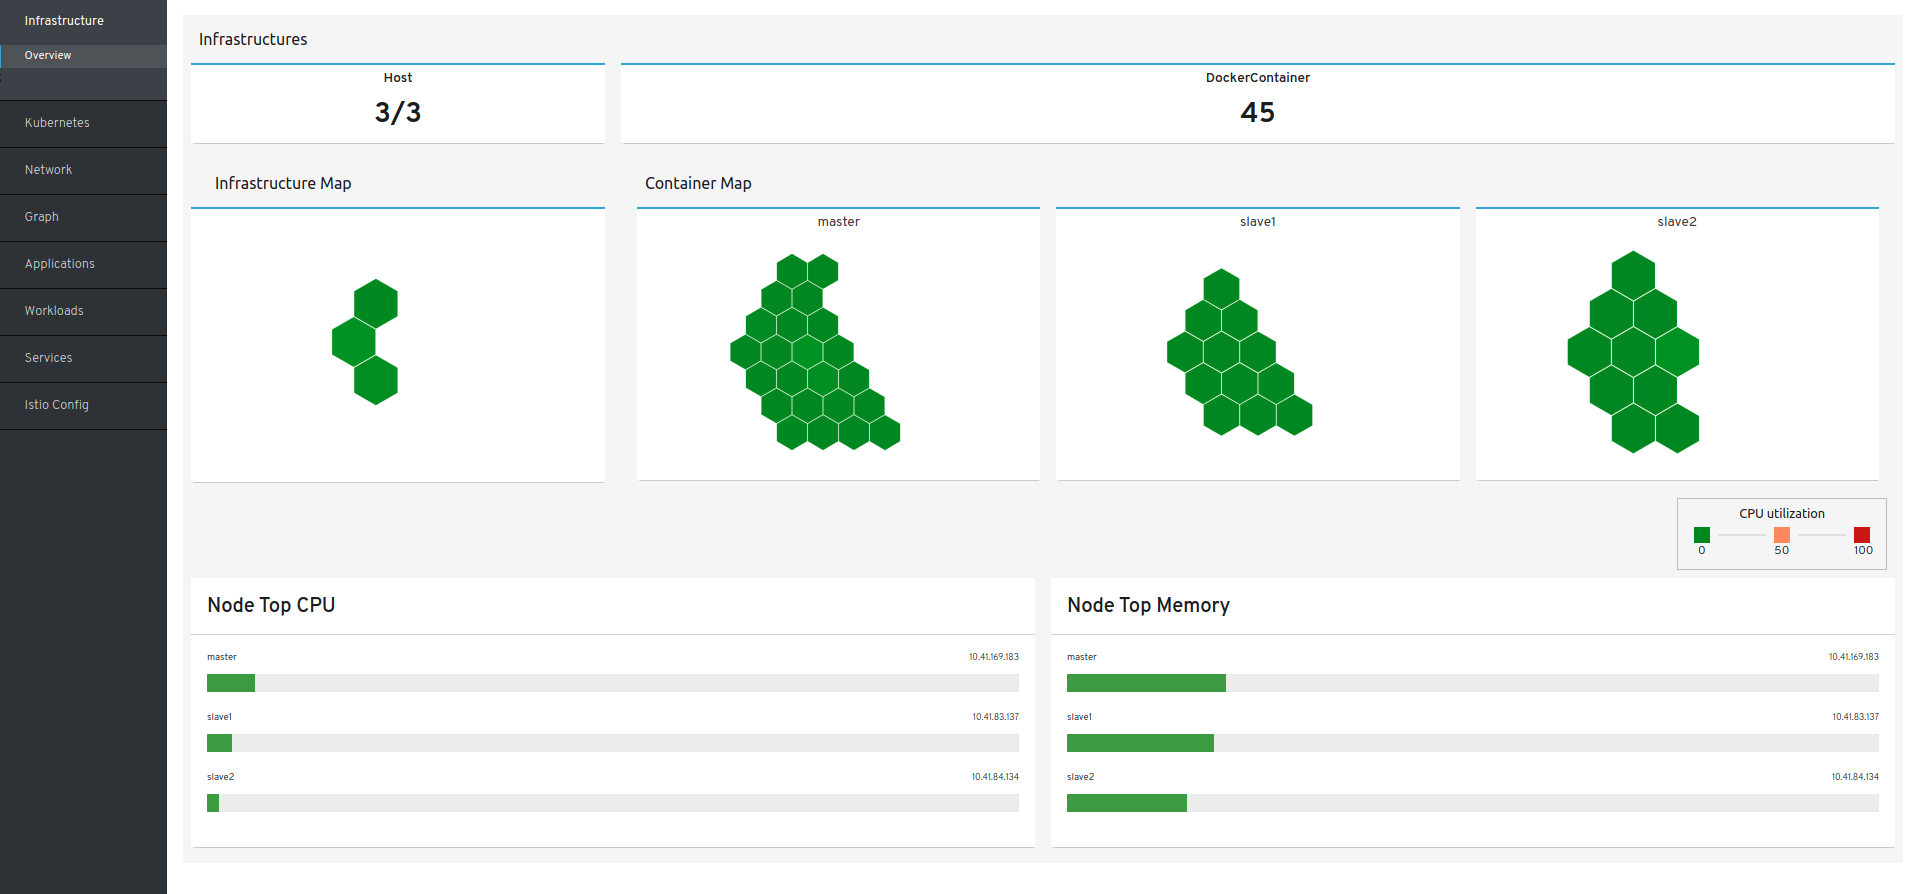 Infrastructure
Overview
Kubernetes
Network
Graph
Applications
Workloads
Services
Istio Config
Infrastructures
Host
3/3
DockerContainer
45
Infrastructure Map
Container Map
master
slave1
slave2
CPU utilization
0
50
100
Node Top CPU
master
10.41.169.183
slave1
10.41.83.137
slave2
10.41.84.134
Node Top Memory
master
10.41.169.183
slave1
10.41.83.137
slave2
10.41.84.134